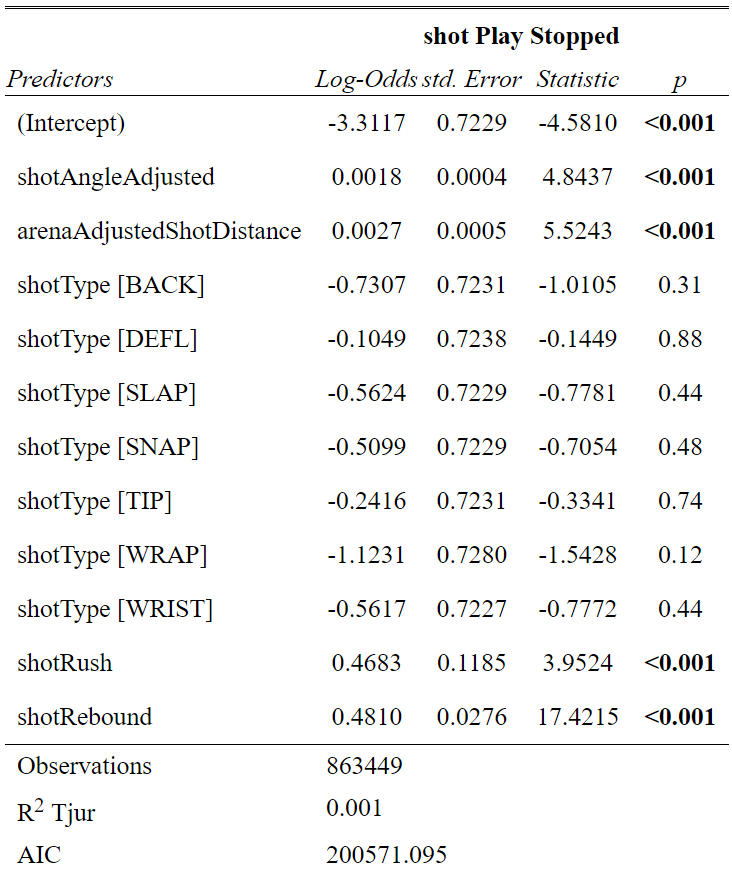 shot Play Stopped
Predictors Log-Odds std. Error Statistic p
(Intercept) -3.3117 0.7229 -4.5810 <0.001
shotAngleAdjusted 0.0018 0.0004 4.8437 <0.001
arenaAdjustedShotDistance 0.0027 0.0005 5.5243 <0.001
shotType [BACK] -0.7307 0.7231 -1.0105 0.31
shotType [DEFL] -0.1049 0.7238 -0.1449 0.88
shotType [SLAP] -0.5624 0.7229 -0.7781 0.44
shotType [SNAP] -0.5099 0.7229 -0.7054 0.48
shotType [TIP] -0.2416 0.7231 -0.3341 0.74
shotType [WRAP] -1.1231 0.7280 -1.5428 0.12
shotType [WRIST] -0.5617 0.7227 -0.7772 0.44
shotRush 0.4683 0.1185 3.9524 <0.001
shotRebound 0.4810 0.0276 17.4215 <0.001
Observations 863449
R2 Tjur 0.001
AIC 200571.095